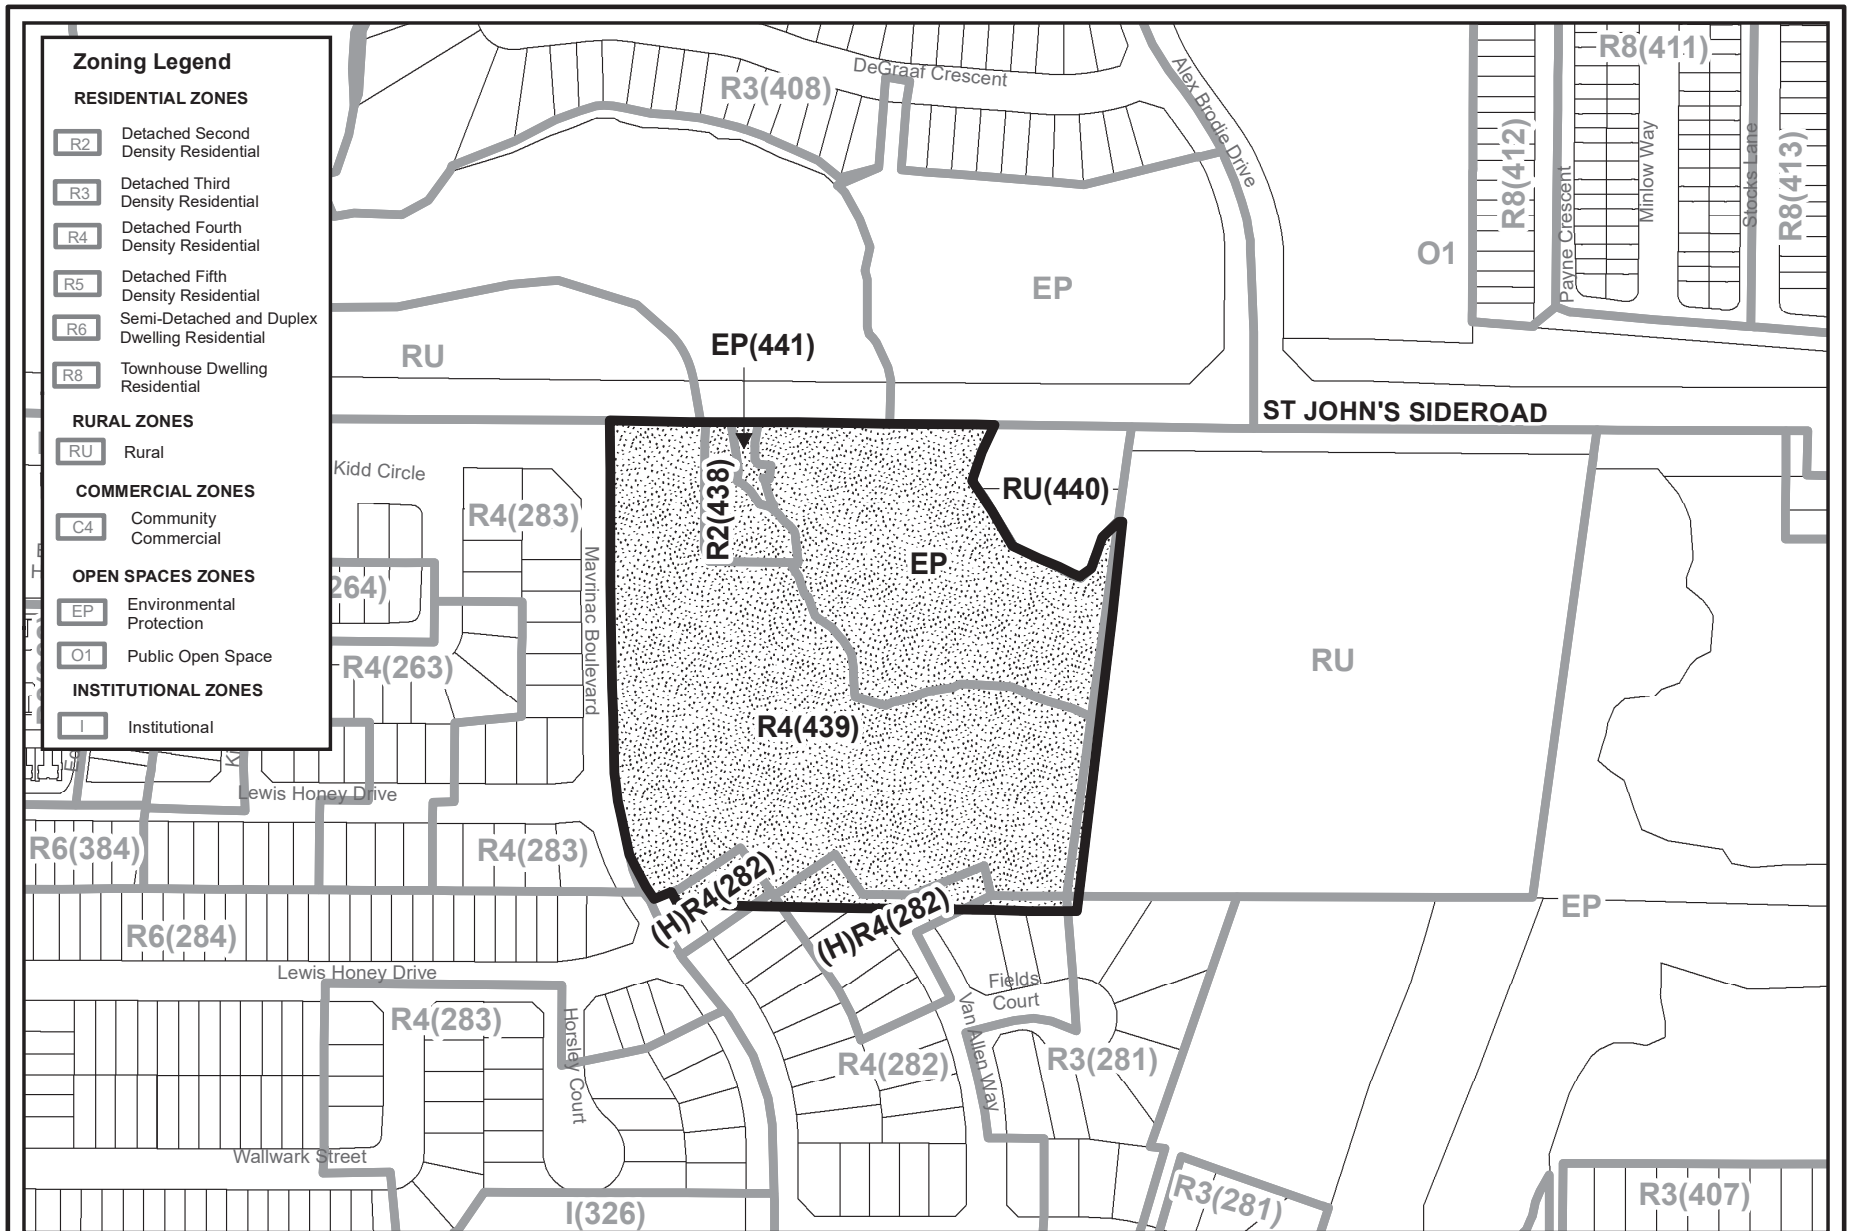 Zoning Legend
RESIDENTIAL ZONES
R2
Detached Second
Density Residential
R3
Detached Third
Density Residential
R4
Detached Fourth
Density Residential
R5
Detached Fifth
Density Residential
R6
Semi-Detached and Duplex
Dwelling Residential
R8
Townhouse Dwelling
Residential
RURAL ZONES
RU
Rural
COMMERCIAL ZONES
C4
Community
Commercial
OPEN SPACES ZONES
EP
Environmental
Protection
O1
Public Open Space
INSTITUTIONAL ZONES
I
Institutional
R3(408)
DeGraaf Crescent
Alex Brodie Drive
R8(411)
R8(412)
Payne Crescent
Minlow Way
Stocks Lane
R8(413)
O1
EP
RU
EP(441)
ST JOHN'S SIDEROAD
Kidd Circle
R4(283)
Mavrinac Boulevard
R2(438)
RU(440)
EP
264)
R4(263)
RU
R4(439)
Lewis Honey Drive
R6(384)
R4(283)
(H)R4(282)
(H)R4(282)
EP
R6(284)
Lewis Honey Drive
Fields
Court
R4(283)
Horsley Court
Van Allen Way
R4(282)
R3(281)
Wallwark Street
R3(281)
R3(407)
I(326)